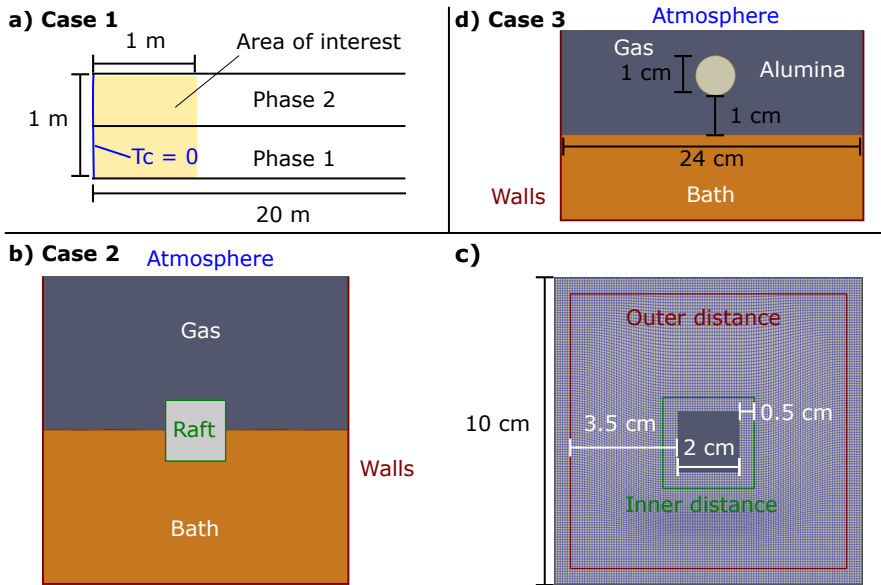 a) Case 1
1 m
Area of interest
1 m
Phase 2
Tc = 0
Phase 1
20 m
d) Case 3
Atmosphere
Gas
1 cm
Alumina
1 cm
24 cm
Walls
Bath
b) Case 2
Atmosphere
Gas
Raft
Walls
Bath
c)
Outer distance
10 cm
3.5 cm
0.5 cm
2 cm
Inner distance